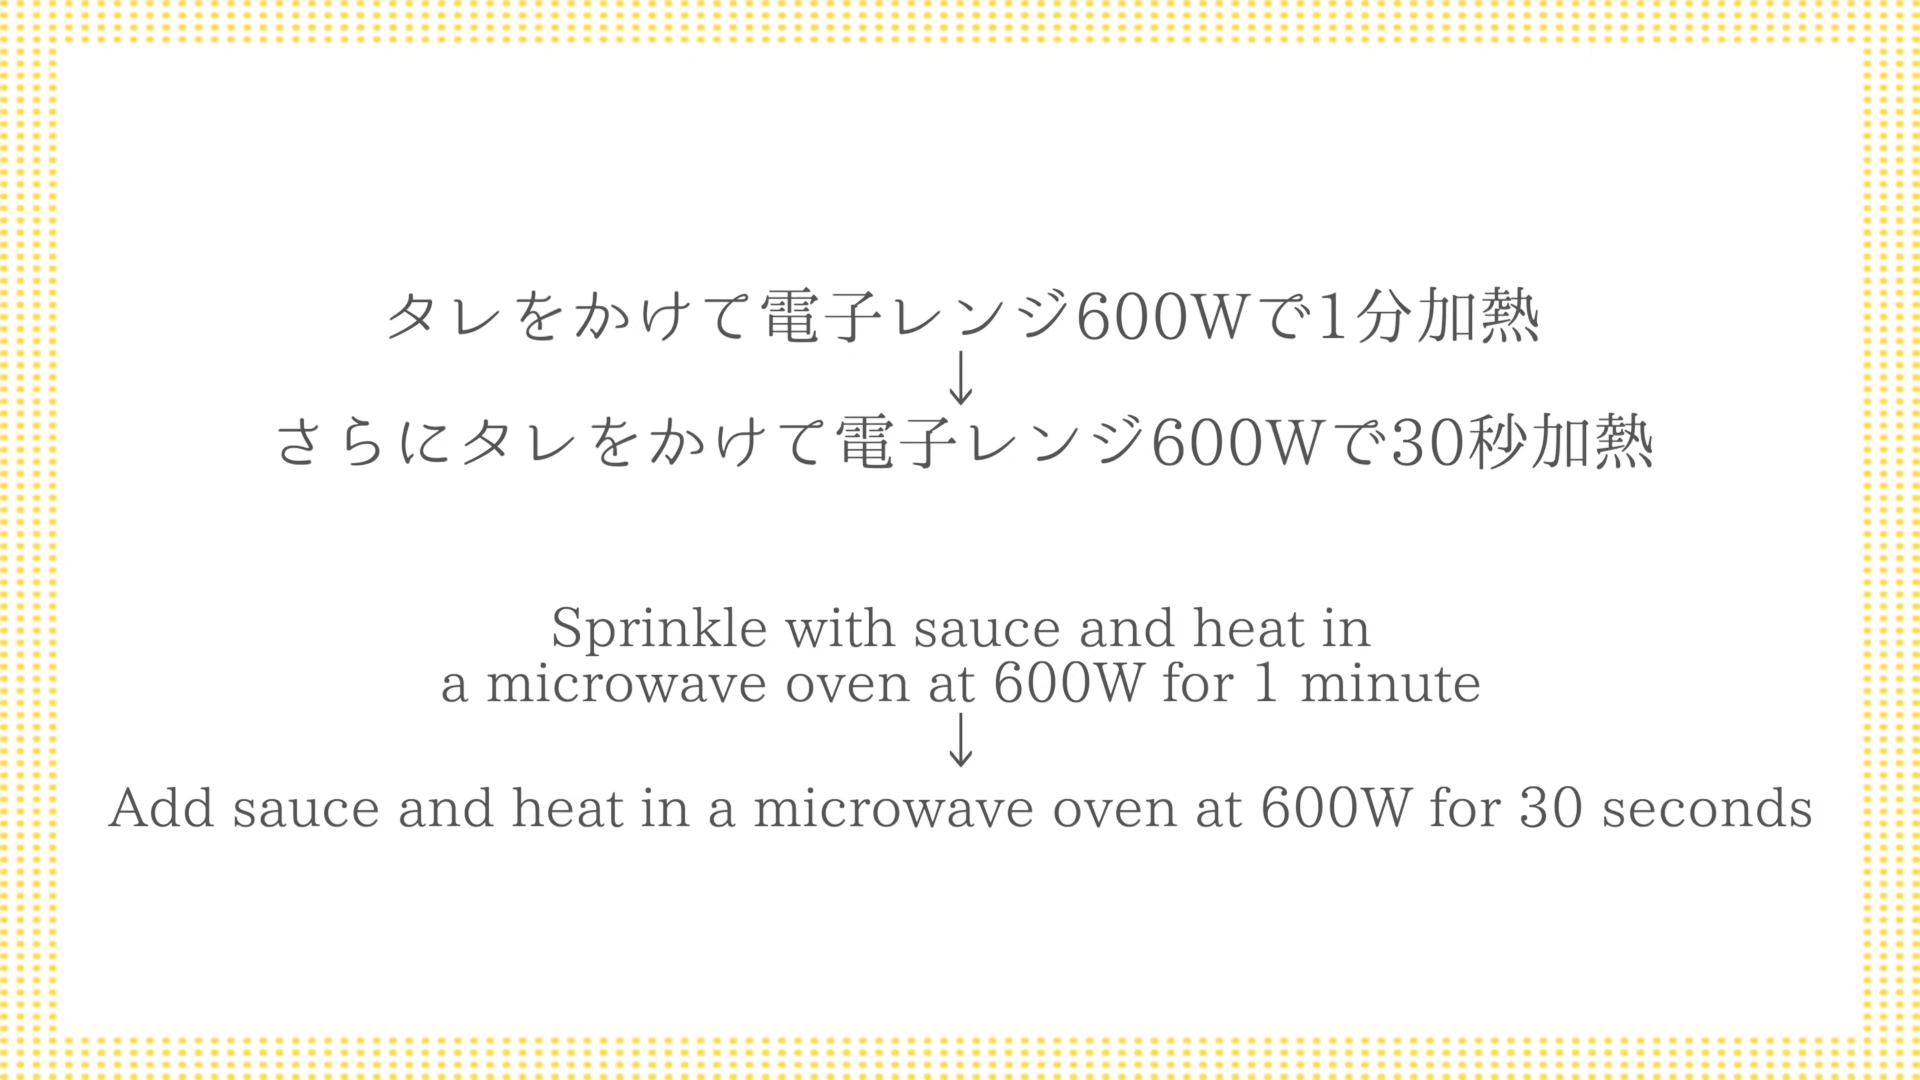 タレをかけて電子レンジ600Wで1分加熱
↓
さらにタレをかけて電子レンジ600Wで30秒加熱
Sprinkle with sauce and heat in
a microwave oven at 600W for 1 minute
↓
Add sauce and heat in a microwave oven at 600W for 30 seconds